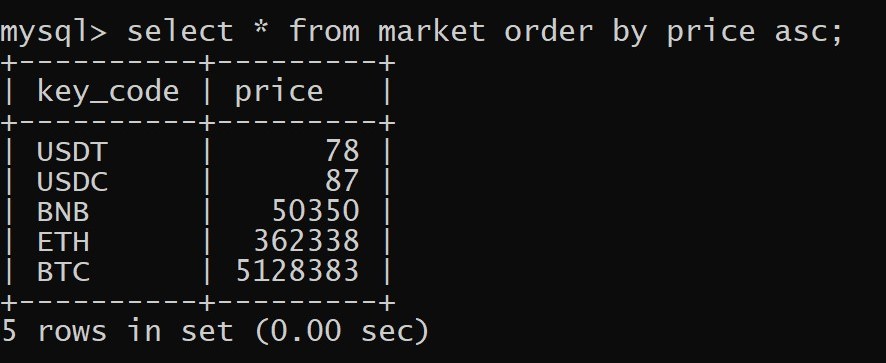 mysql> select * from market order by price asc;
+----------+---------+
| key_code | price   |
+----------+---------+
| USDT     |      78 |
| USDC     |      87 |
| BNB      |   50350 |
| ETH      |  362338 |
| BTC      | 5128383 |
+----------+---------+
5 rows in set (0.00 sec)